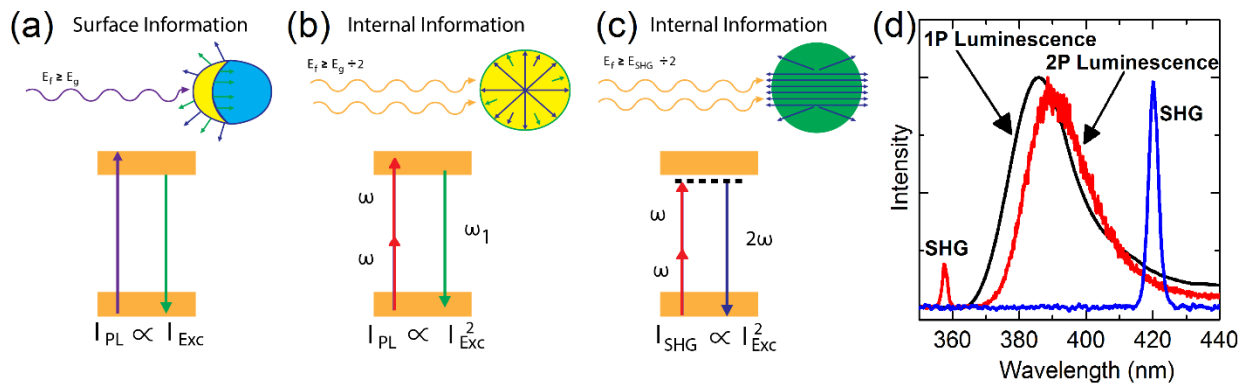 (a) Surface Information
E_f ≥ E_g
I_PL ∝ I_Exc
(b) Internal Information
E_f ≥ E_g ÷2
ω
ω
ω_1
I_PL ∝ I_Exc^2
(c) Internal Information
E_f ≥ E_SHG ÷2
ω
ω
2ω
I_SHG ∝ I_Exc^2
(d)
1P Luminescence
2P Luminescence
SHG
SHG
Intensity
360 380 400 420 440
Wavelength (nm)